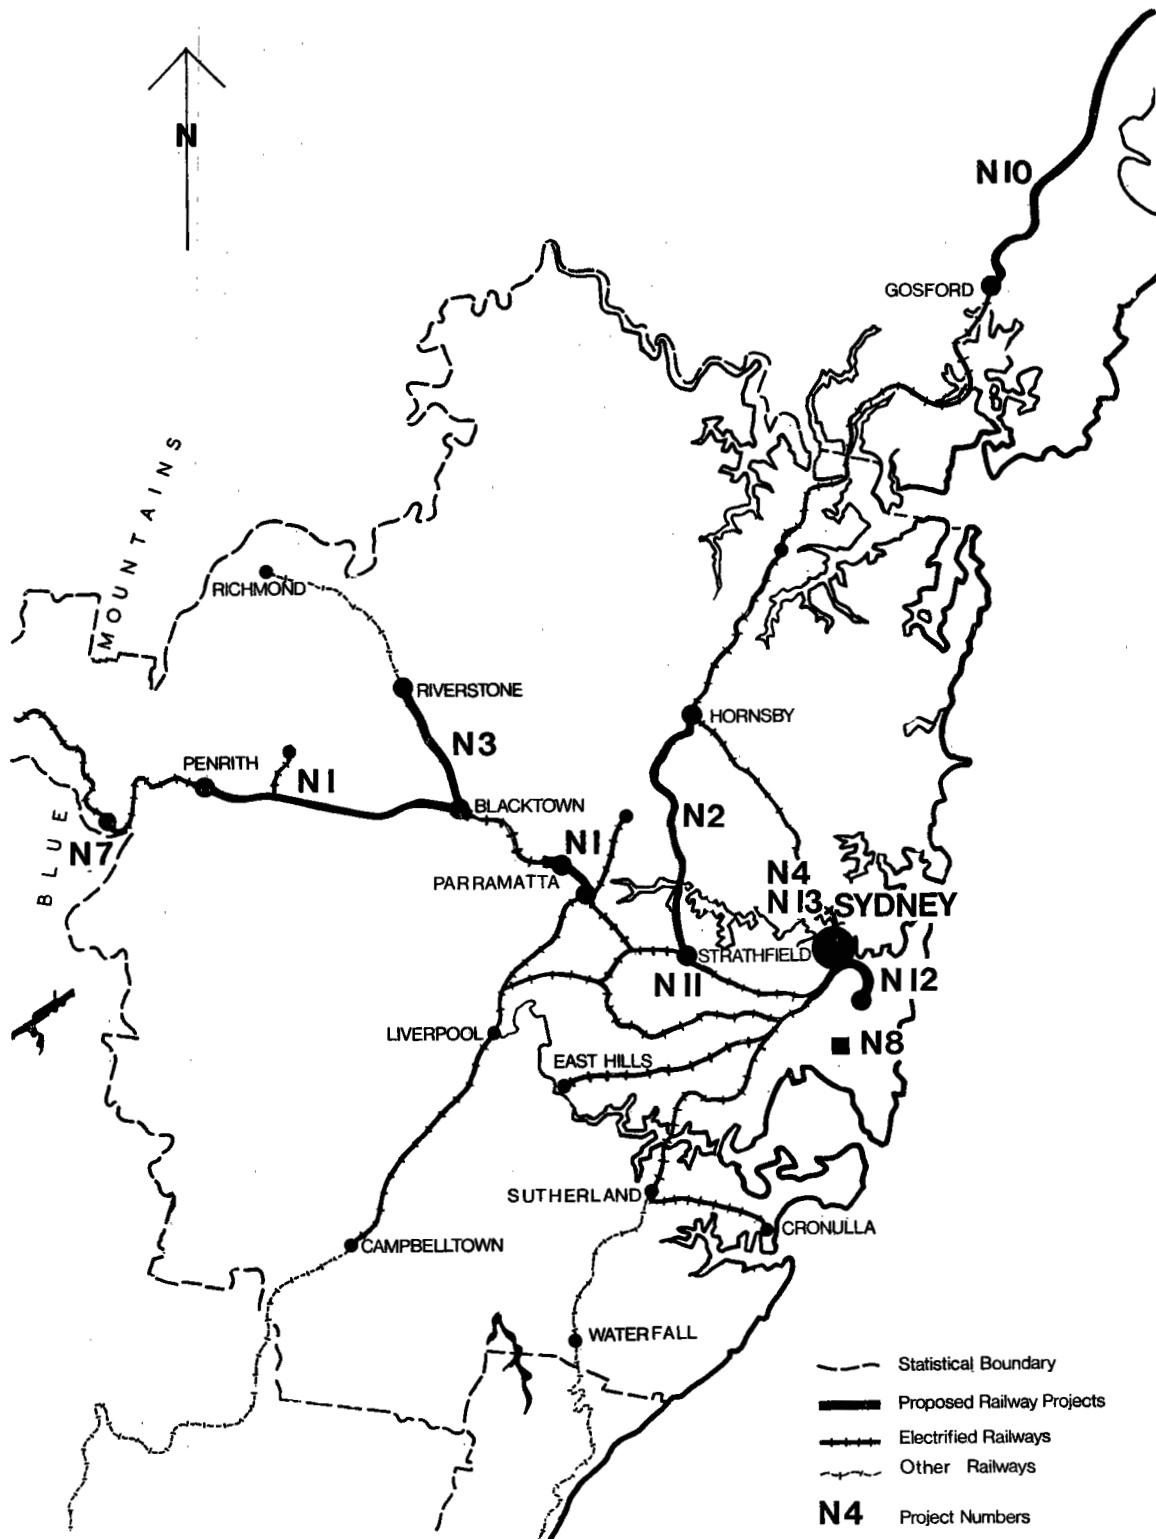 N
N10
GOSFORD
MOUNTAINS
RICHMOND
RIVERSTONE
HORNSBY
N3
PENRITH
N1
BLACKTOWN
N2
BLUE
N7
N1
PARRAMATTA
N4
N13
SYDNEY
STRATHFIELD
N11
N12
LIVERPOOL
N8
EAST HILLS
SUTHERLAND
CRONULLA
CAMPBELLTOWN
WATERFALL
Statistical Boundary
Proposed Railway Projects
Electrified Railways
Other Railways
N4 Project Numbers